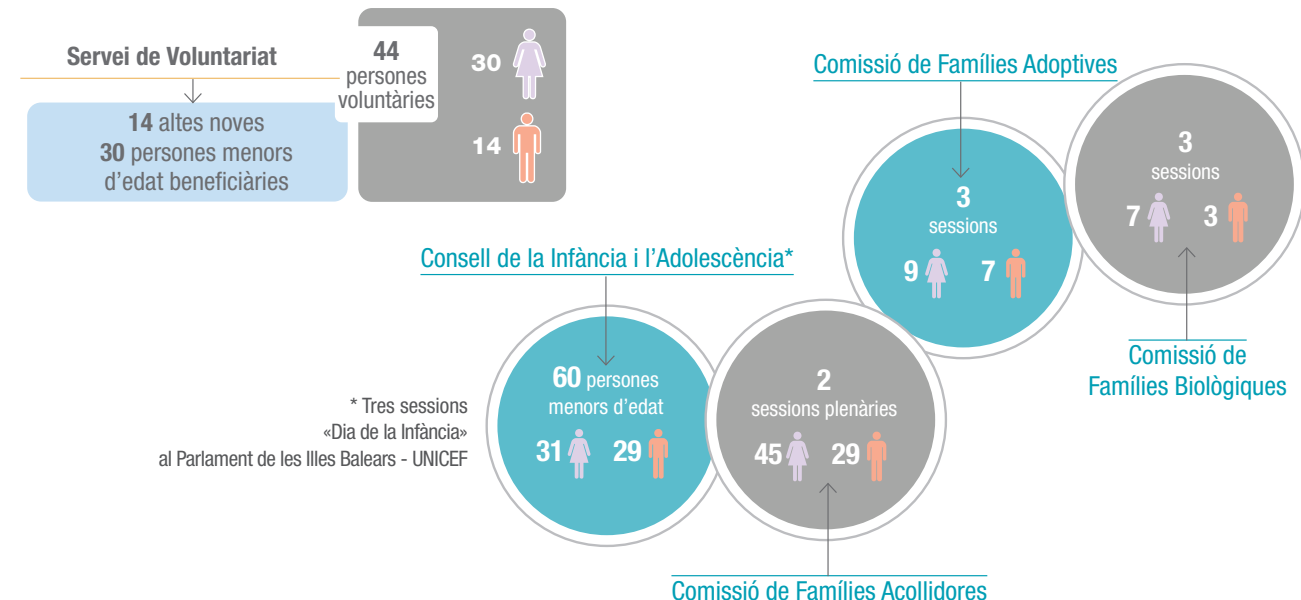 Servei de Voluntariat
14 altes noves
30 persones menors
d'edat beneficiàries
44
persones
voluntàries
30
14
Comissió de Famílies Adoptives
3
sessions
9 7
3
sessions
7 3
Comissió de
Famílies Biològiques
Consell de la Infància i l'Adolescència*
60 persones
menors d'edat
31 29
* Tres sessions
«Dia de la Infància»
al Parlament de les Illes Balears - UNICEF
2
sessions plenàries
45 29
Comissió de Famílies Acollidores